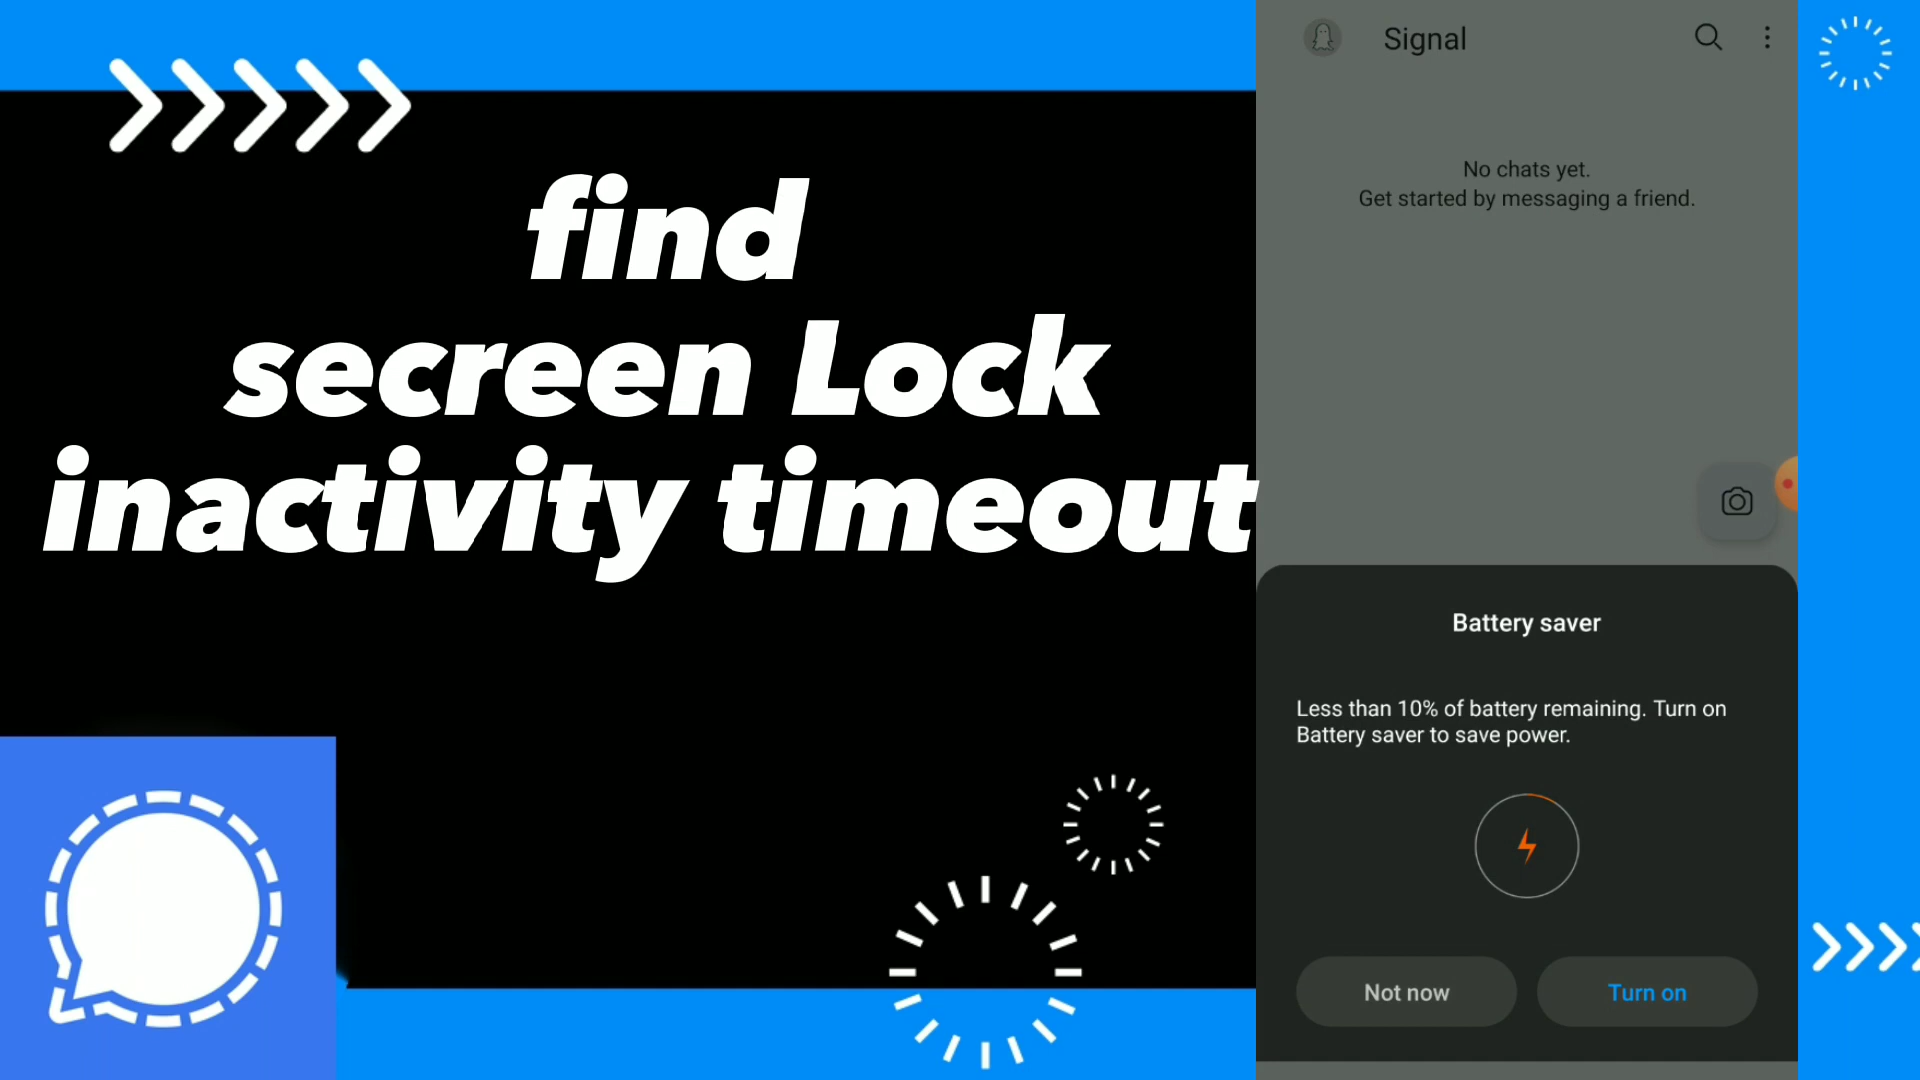 find
secreen Lock
inactivity timeout
Signal
No chats yet.
Get started by messaging a friend.
Battery saver
Less than 10% of battery remaining. Turn on
Battery saver to save power.
Not now
Turn on